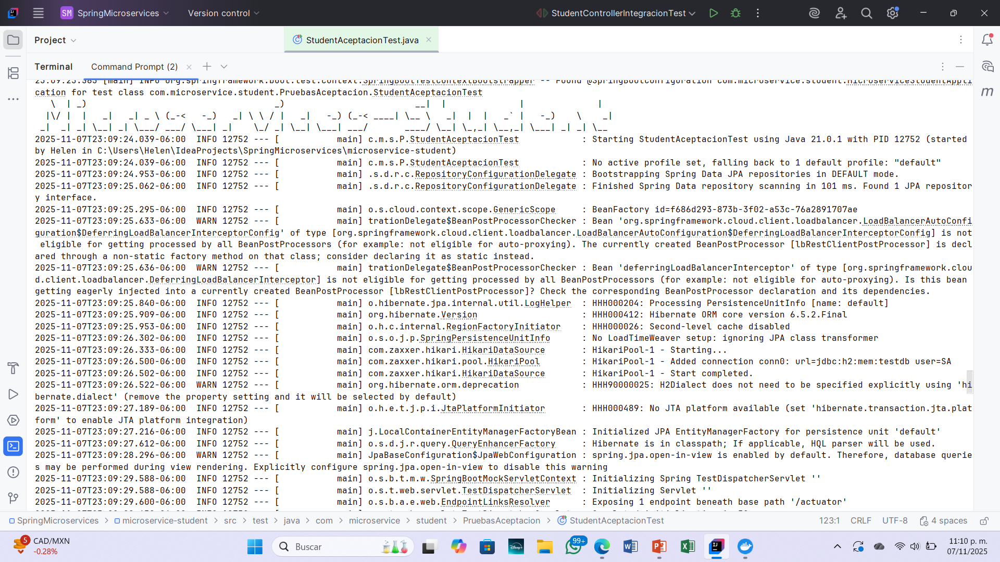 SM SpringMicroservices Version control StudentControllerIntegracionTest
Project StudentAceptacionTest.java
Terminal Command Prompt (2)
23:09:23.383 [main] INFO org.springframework.boot.test.context.SpringBootTestContextBootstrapper -- Found @SpringBootConfiguration com.microservice.student.MicroserviceStudentAppli
cation for test class com.microservice.student.PruebasAceptacion.StudentAceptacionTest
2025-11-07T23:09:24.039-06:00  INFO 12752 --- [           main] c.m.s.P.StudentAceptacionTest            : Starting StudentAceptacionTest using Java 21.0.1 with PID 12752 (started
by Helen in C:\Users\Helen\IdeaProjects\SpringMicroservices\microservice-student)
2025-11-07T23:09:24.039-06:00  INFO 12752 --- [           main] c.m.s.P.StudentAceptacionTest            : No active profile set, falling back to 1 default profile: "default"
2025-11-07T23:09:24.953-06:00  INFO 12752 --- [           main] .s.d.r.c.RepositoryConfigurationDelegate : Bootstrapping Spring Data JPA repositories in DEFAULT mode.
2025-11-07T23:09:25.062-06:00  INFO 12752 --- [           main] .s.d.r.c.RepositoryConfigurationDelegate : Finished Spring Data repository scanning in 101 ms. Found 1 JPA repositor
y interface.
2025-11-07T23:09:25.295-06:00  INFO 12752 --- [           main] o.s.cloud.context.scope.GenericScope     : BeanFactory id=f686d293-873b-3f02-a53c-76a2891707ae
2025-11-07T23:09:25.633-06:00  WARN 12752 --- [           main] trationDelegate$BeanPostProcessorChecker : Bean 'org.springframework.cloud.client.loadbalancer.LoadBalancerAutoConfi
guration$DeferringLoadBalancerInterceptorConfig' of type [org.springframework.cloud.client.loadbalancer.LoadBalancerAutoConfiguration$DeferringLoadBalancerInterceptorConfig] is not
eligible for getting processed by all BeanPostProcessors (for example: not eligible for auto-proxying). The currently created BeanPostProcessor [lbRestClientPostProcessor] is decl
ared through a non-static factory method on that class; consider declaring it as static instead.
2025-11-07T23:09:25.636-06:00  WARN 12752 --- [           main] trationDelegate$BeanPostProcessorChecker : Bean 'deferringLoadBalancerInterceptor' of type [org.springframework.clou
d.client.loadbalancer.DeferringLoadBalancerInterceptor] is not eligible for getting processed by all BeanPostProcessors (for example: not eligible for auto-proxying). Is this bean
getting eagerly injected into a currently created BeanPostProcessor [lbRestClientPostProcessor]? Check the corresponding BeanPostProcessor declaration and its dependencies.
2025-11-07T23:09:25.840-06:00  INFO 12752 --- [           main] o.hibernate.jpa.internal.util.LogHelper  : HHH000204: Processing PersistenceUnitInfo [name: default]
2025-11-07T23:09:25.909-06:00  INFO 12752 --- [           main] org.hibernate.Version                    : HHH000412: Hibernate ORM core version 6.5.2.Final
2025-11-07T23:09:25.953-06:00  INFO 12752 --- [           main] o.h.c.internal.RegionFactoryInitiator    : HHH000026: Second-level cache disabled
2025-11-07T23:09:26.302-06:00  INFO 12752 --- [           main] o.s.o.j.p.SpringPersistenceUnitInfo      : No LoadTimeWeaver setup: ignoring JPA class transformer
2025-11-07T23:09:26.333-06:00  INFO 12752 --- [           main] com.zaxxer.hikari.HikariDataSource       : HikariPool-1 - Starting...
2025-11-07T23:09:26.500-06:00  INFO 12752 --- [           main] com.zaxxer.hikari.pool.HikariPool        : HikariPool-1 - Added connection conn0: url=jdbc:h2:mem:testdb user=SA
2025-11-07T23:09:26.502-06:00  INFO 12752 --- [           main] com.zaxxer.hikari.HikariDataSource       : HikariPool-1 - Start completed.
2025-11-07T23:09:26.522-06:00  WARN 12752 --- [           main] org.hibernate.orm.deprecation            : HHH90000025: H2Dialect does not need to be specified explicitly using 'hi
bernate.dialect' (remove the property setting and it will be selected by default)
2025-11-07T23:09:27.189-06:00  INFO 12752 --- [           main] o.h.e.t.j.p.i.JtaPlatformInitiator       : HHH000489: No JTA platform available (set 'hibernate.transaction.jta.plat
form' to enable JTA platform integration)
2025-11-07T23:09:27.216-06:00  INFO 12752 --- [           main] j.LocalContainerEntityManagerFactoryBean : Initialized JPA EntityManagerFactory for persistence unit 'default'
2025-11-07T23:09:27.612-06:00  INFO 12752 --- [           main] o.s.d.j.r.query.QueryEnhancerFactory     : Hibernate is in classpath; If applicable, HQL parser will be used.
2025-11-07T23:09:28.296-06:00  WARN 12752 --- [           main] JpaBaseConfiguration$JpaWebConfiguration : spring.jpa.open-in-view is enabled by default. Therefore, database querie
s may be performed during view rendering. Explicitly configure spring.jpa.open-in-view to disable this warning
2025-11-07T23:09:29.588-06:00  INFO 12752 --- [           main] o.s.b.t.m.w.SpringBootMockServletContext : Initializing Spring TestDispatcherServlet ''
2025-11-07T23:09:29.588-06:00  INFO 12752 --- [           main] o.s.t.web.servlet.TestDispatcherServlet  : Initializing Servlet ''
2025-11-07T23:09:29.600-06:00  INFO 12752 --- [           main] o.s.b.a.e.web.EndpointLinksResolver      : Exposing 1 endpoint beneath base path '/actuator'
SpringMicroservices > microservice-student > src > test > java > com > microservice > student > PruebasAceptacion > StudentAceptacionTest 123:1 CRLF UTF-8 4 spaces
5 CAD/MXN
-0.28%
Buscar
99+
11:10 p. m.
07/11/2025